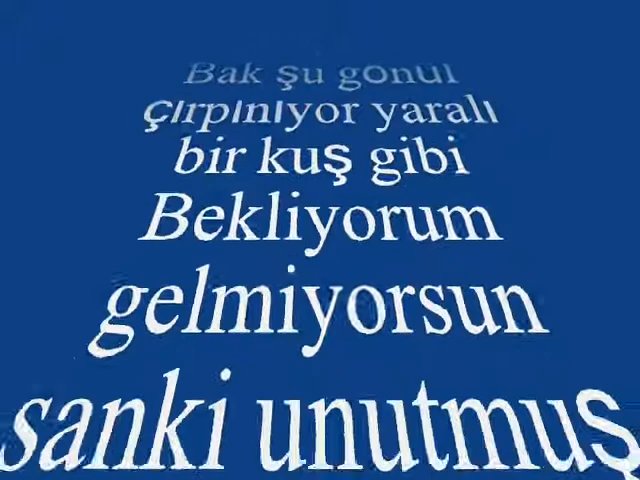 Bak şu gönül
çırpınıyor yaralı
bir kuş gibi
Bekliyorum
gelmiyorsun
sanki unutmuş